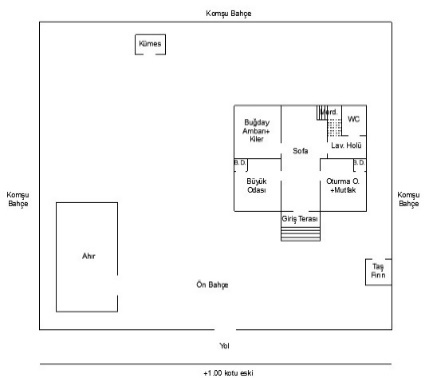 Komşu Bahçe
Kümes
Merd.
WC
Buğday
Ambarı+
Kiler
Sofa
Lav. Holü
B.D.
B.D.
Büyük
Odası
Oturma O.
+Mutfak
Komşu
Bahçe
Komşu
Bahçe
Giriş Terası
Ahır
Taş
Fırın
Ön Bahçe
Yol
+1.00 kotu eski